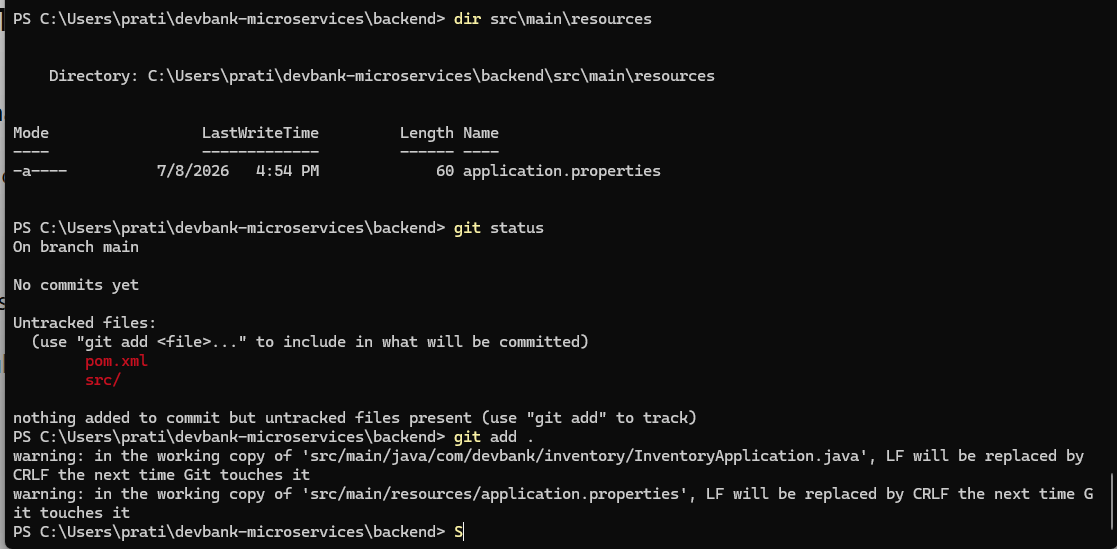 PS C:\Users\prati\devbank-microservices\backend> dir src\main\resources
Directory: C:\Users\prati\devbank-microservices\backend\src\main\resources
Mode                 LastWriteTime         Length Name
----                 -------------         ------ ----
-a----          7/8/2026   4:54 PM             60 application.properties
PS C:\Users\prati\devbank-microservices\backend> git status
On branch main
No commits yet
Untracked files:
  (use "git add <file>..." to include in what will be committed)
        pom.xml
        src/
nothing added to commit but untracked files present (use "git add" to track)
PS C:\Users\prati\devbank-microservices\backend> git add .
warning: in the working copy of 'src/main/java/com/devbank/inventory/InventoryApplication.java', LF will be replaced by
CRLF the next time Git touches it
warning: in the working copy of 'src/main/resources/application.properties', LF will be replaced by CRLF the next time G
it touches it
PS C:\Users\prati\devbank-microservices\backend> S